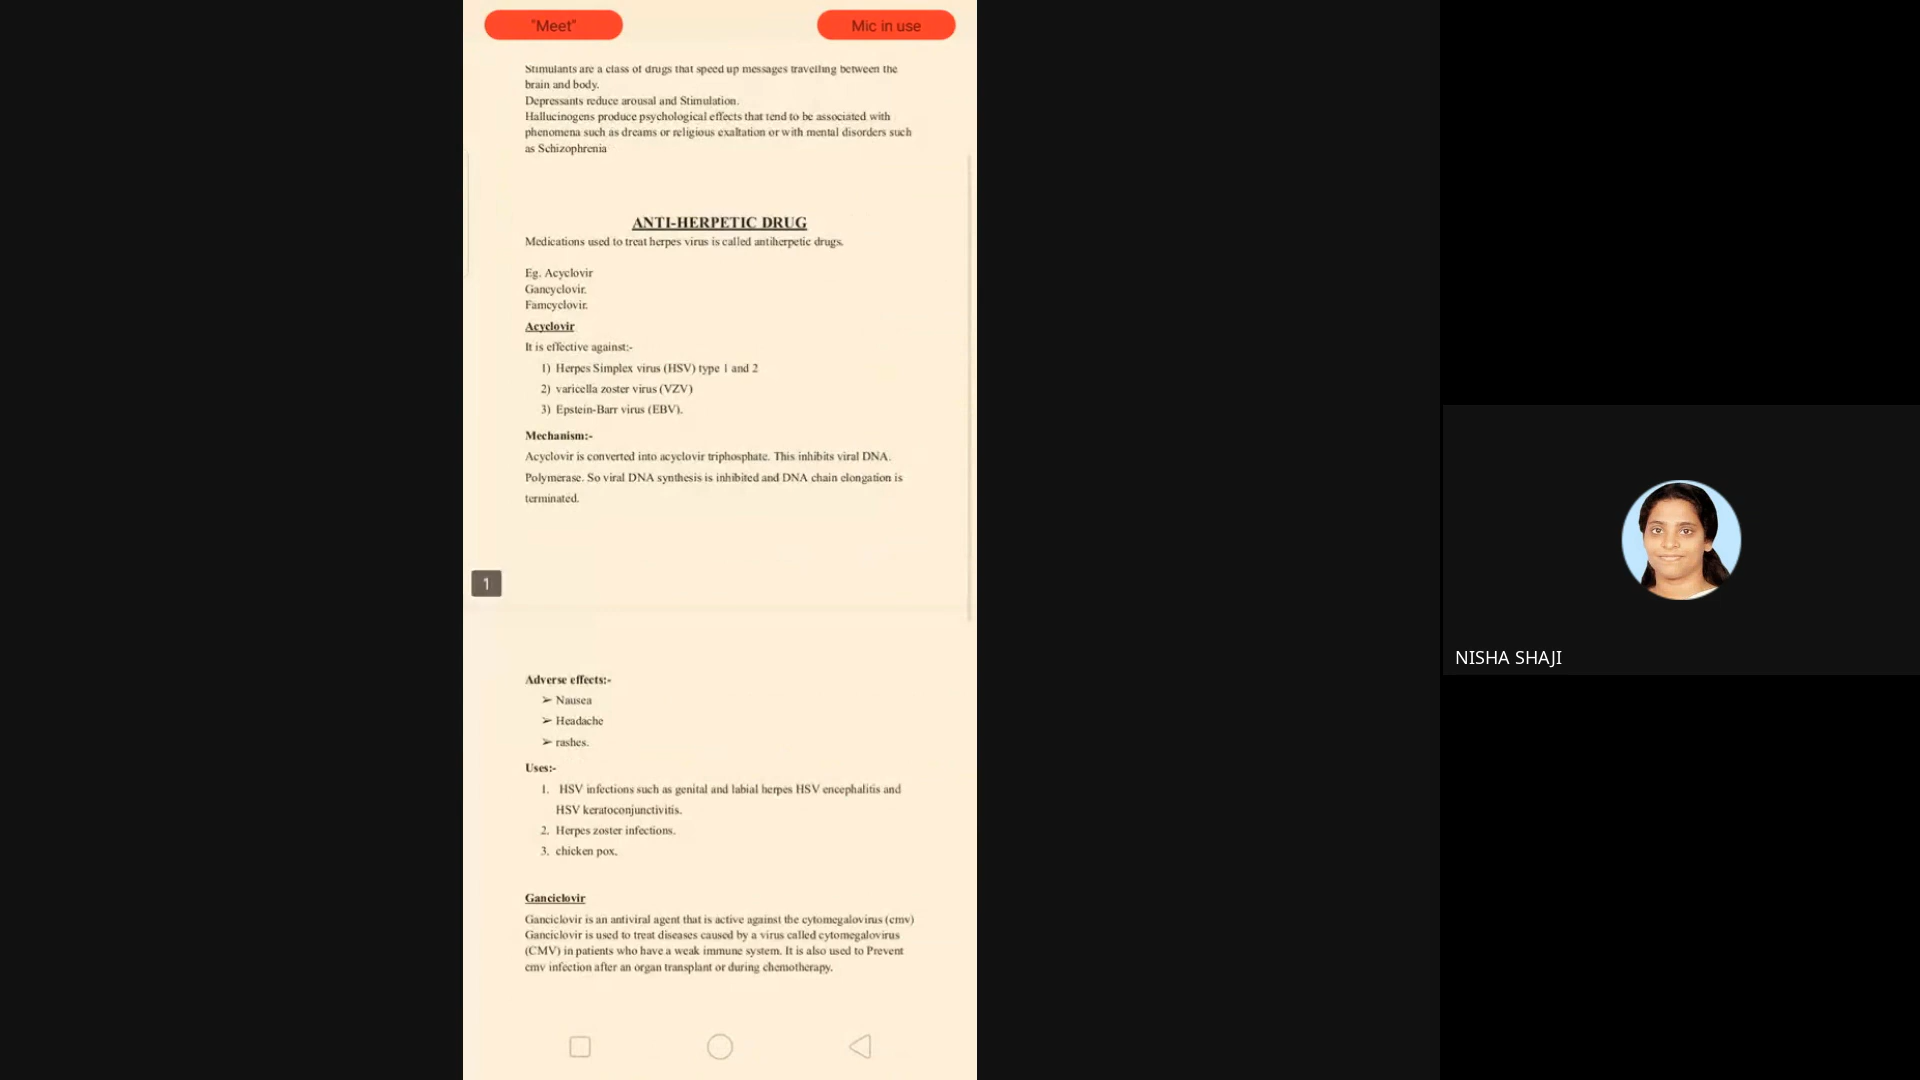 "Meet"
Mic in use
Stimulants are a class of drugs that speed up messages travelling between the
brain and body.
Depressants reduce arousal and Stimulation.
Hallucinogens produce psychological effects that tend to be associated with
phenomena such as dreams or religious exaltation or with mental disorders such
as Schizophrenia
ANTI-HERPETIC DRUG
Medications used to treat herpes virus is called antiherpetic drugs.
Eg. Acyclovir
Gancyclovir.
Famcyclovir.
Acyclovir
It is effective against:-
1) Herpes Simplex virus (HSV) type 1 and 2
2) varicella zoster virus (VZV)
3) Epstein-Barr virus (EBV).
Mechanism:-
Acyclovir is converted into acyclovir triphosphate. This inhibits viral DNA.
Polymerase. So viral DNA synthesis is inhibited and DNA chain elongation is
terminated.
1
Adverse effects:-
➢ Nausea
➢ Headache
➢ rashes.
Uses:-
1. HSV infections such as genital and labial herpes HSV encephalitis and
HSV keratoconjunctivitis.
2. Herpes zoster infections.
3. chicken pox.
Ganciclovir
Ganciclovir is an antiviral agent that is active against the cytomegalovirus (cmv)
Ganciclovir is used to treat diseases caused by a virus called cytomegalovirus
(CMV) in patients who have a weak immune system. It is also used to Prevent
cmv infection after an organ transplant or during chemotherapy.
NISHA SHAJI